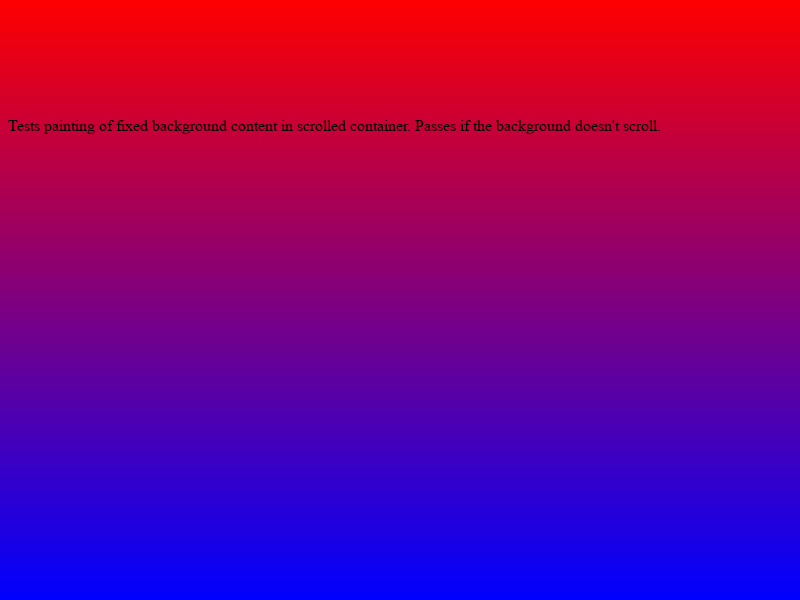 Tests painting of fixed background content in scrolled container. Passes if the background doesn't scroll.